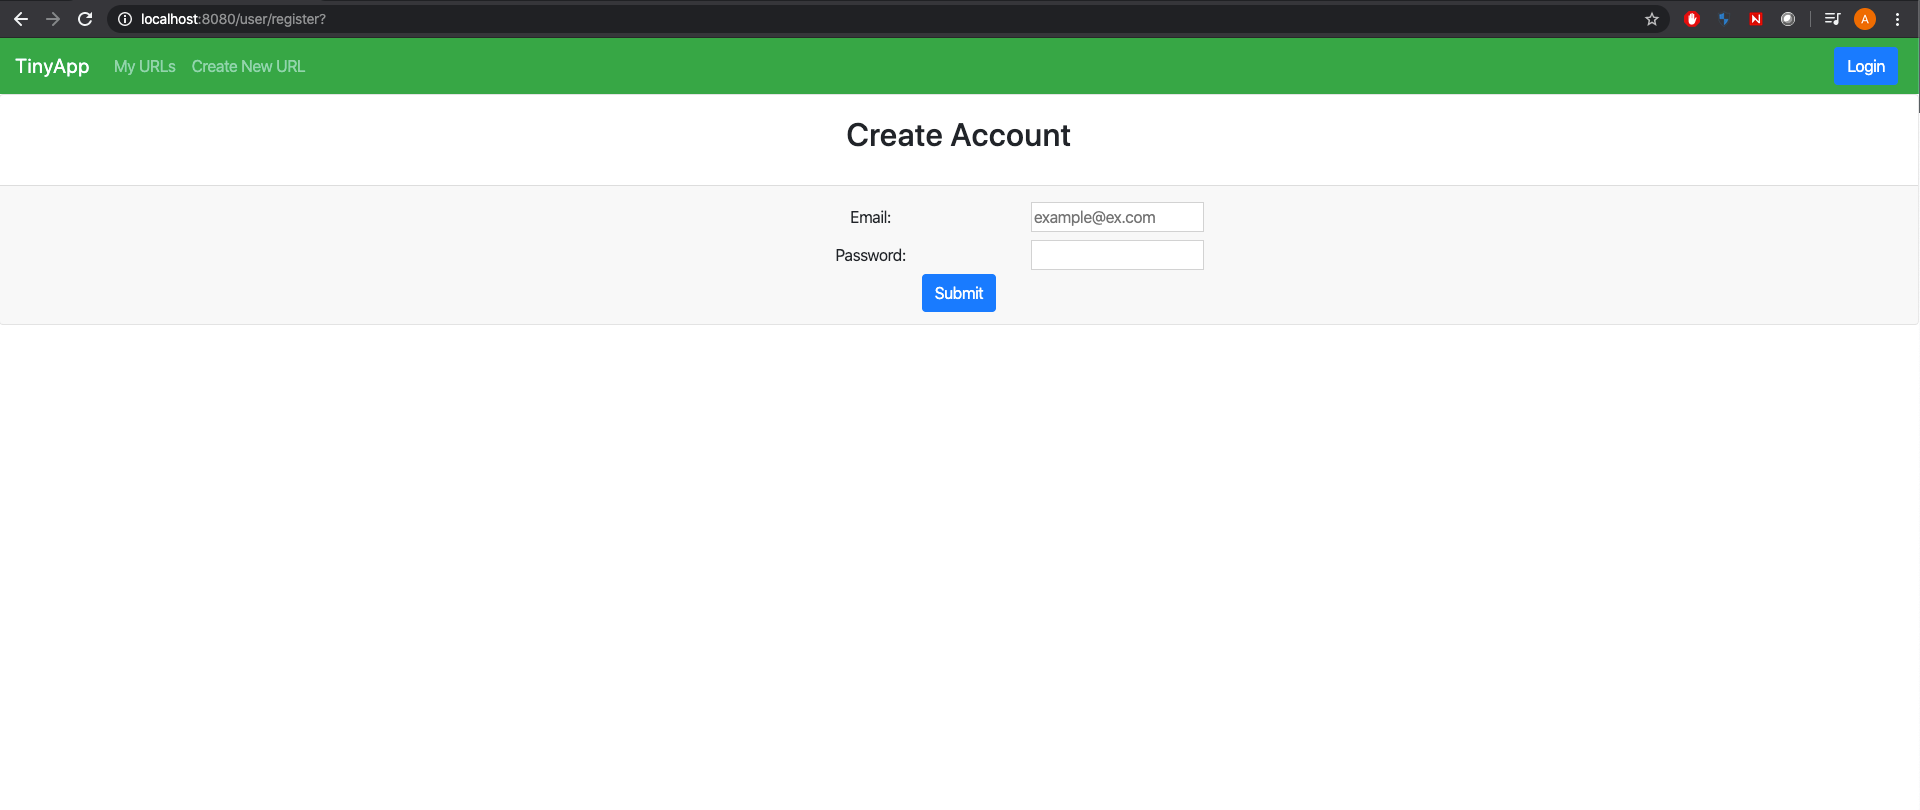 localhost:8080/user/register?
A
TinyApp My URLs Create New URL Login
Create Account
Email: example@ex.com
Password:
Submit